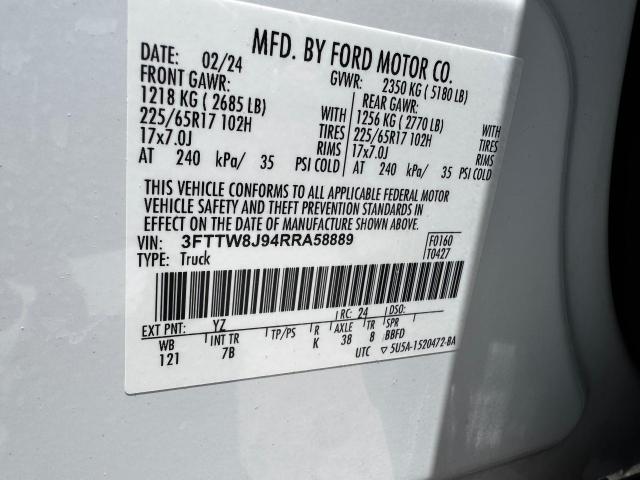 MFD. BY FORD MOTOR CO.
DATE: 02/24 GVWR: 2350 KG ( 5180 LB)
FRONT GAWR: REAR GAWR:
1218 KG ( 2685 LB) 1256 KG ( 2770 LB)
225/65R17 102H WITH TIRES 225/65R17 102H WITH TIRES
17x7.0J RIMS 17x7.0J RIMS
AT 240 kPa/ 35 PSI COLD AT 240 kPa/ 35 PSI COLD
THIS VEHICLE CONFORMS TO ALL APPLICABLE FEDERAL MOTOR
VEHICLE SAFETY AND THEFT PREVENTION STANDARDS IN
EFFECT ON THE DATE OF MANUFACTURE SHOWN ABOVE.
VIN: 3FTTW8J94RRA58889 F0160
TYPE: Truck T0427
EXT PNT: YZ RC: 24 DSO:
WB INT TR TP/PS R AXLE TR SPR
121 7B K 38 8 BBFD
UTC ▽ 5U5A-1520472-BA